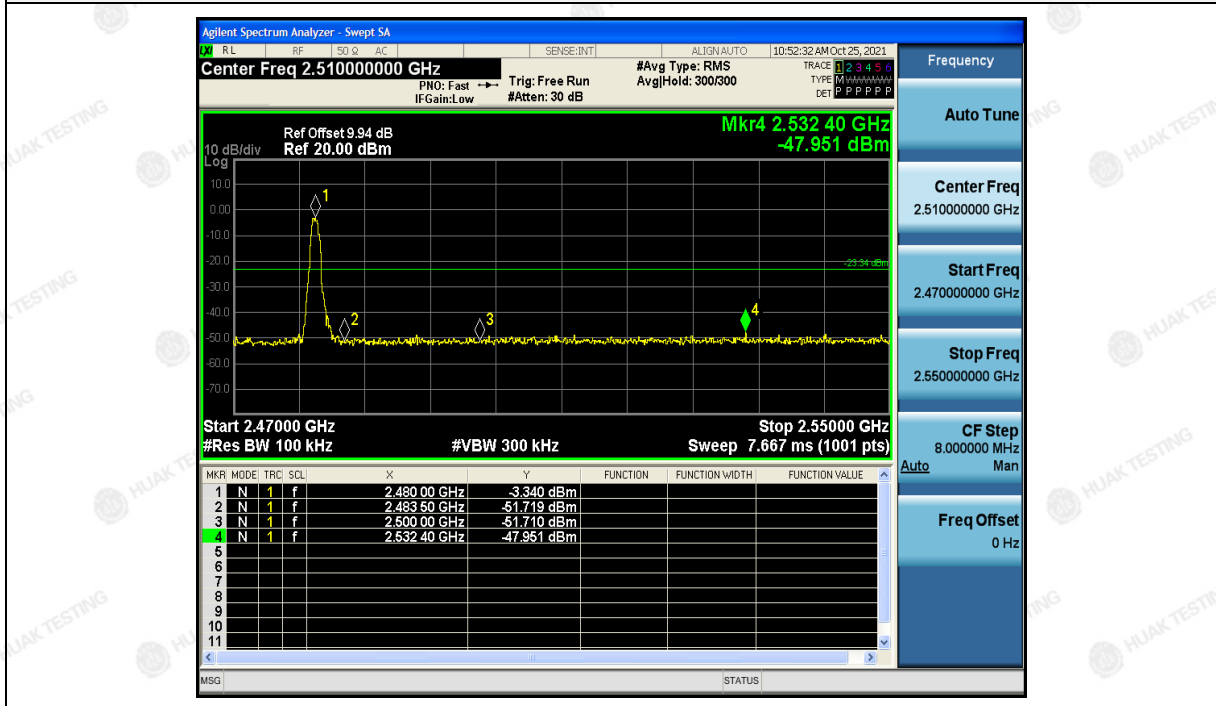 Agilent Spectrum Analyzer - Swept SA
LXI RL RF 50 Ω AC SENSE:INT ALIGN AUTO 10:52:32 AM Oct 25, 2021
Center Freq 2.510000000 GHz
PNO: Fast
IFGain:Low
Trig: Free Run
#Atten: 30 dB
#Avg Type: RMS
Avg|Hold: 300/300
TRACE 1 2 3 4 5 6
TYPE M
DET P P P P P P
Mkr4 2.532 40 GHz
-47.951 dBm
Ref Offset 9.94 dB
10 dB/div Ref 20.00 dBm
Log
10.0
0.00
-10.0
-20.0
-30.0
-40.0
-50.0
-60.0
-70.0
1
2
3
4
-23.34 dBm
Start 2.47000 GHz Stop 2.55000 GHz
#Res BW 100 kHz #VBW 300 kHz Sweep 7.667 ms (1001 pts)
MKR MODE TRC SCL X Y FUNCTION FUNCTION WIDTH FUNCTION VALUE
1 N 1 f 2.480 00 GHz -3.340 dBm
2 N 1 f 2.483 50 GHz -51.719 dBm
3 N 1 f 2.500 00 GHz -51.710 dBm
4 N 1 f 2.532 40 GHz -47.951 dBm
5
6
7
8
9
10
11
MSG STATUS
Frequency
Auto Tune
Center Freq
2.510000000 GHz
Start Freq
2.470000000 GHz
Stop Freq
2.550000000 GHz
CF Step
8.000000 MHz
Auto Man
Freq Offset
0 Hz
HUAK TESTING